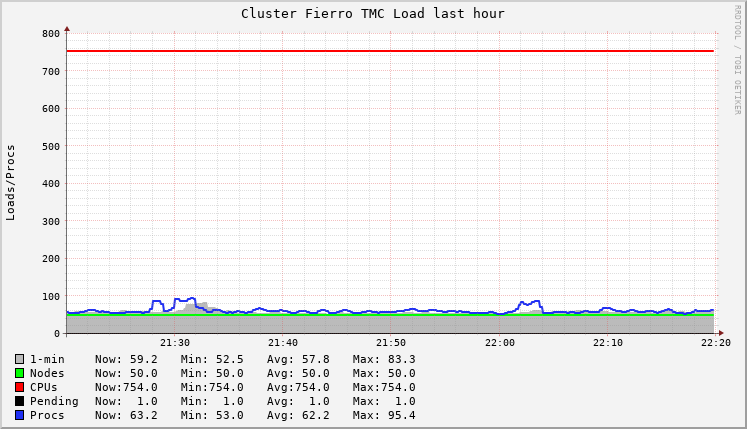 Cluster Fierro TMC Load last hour
RRDTOOL / TOBI OETIKER
Loads/Procs
800
700
600
500
400
300
200
100
0
21:30 21:40 21:50 22:00 22:10 22:20
1-min Now: 59.2 Min: 52.5 Avg: 57.8 Max: 83.3
Nodes Now: 50.0 Min: 50.0 Avg: 50.0 Max: 50.0
CPUs Now:754.0 Min:754.0 Avg:754.0 Max:754.0
Pending Now: 1.0 Min: 1.0 Avg: 1.0 Max: 1.0
Procs Now: 63.2 Min: 53.0 Avg: 62.2 Max: 95.4